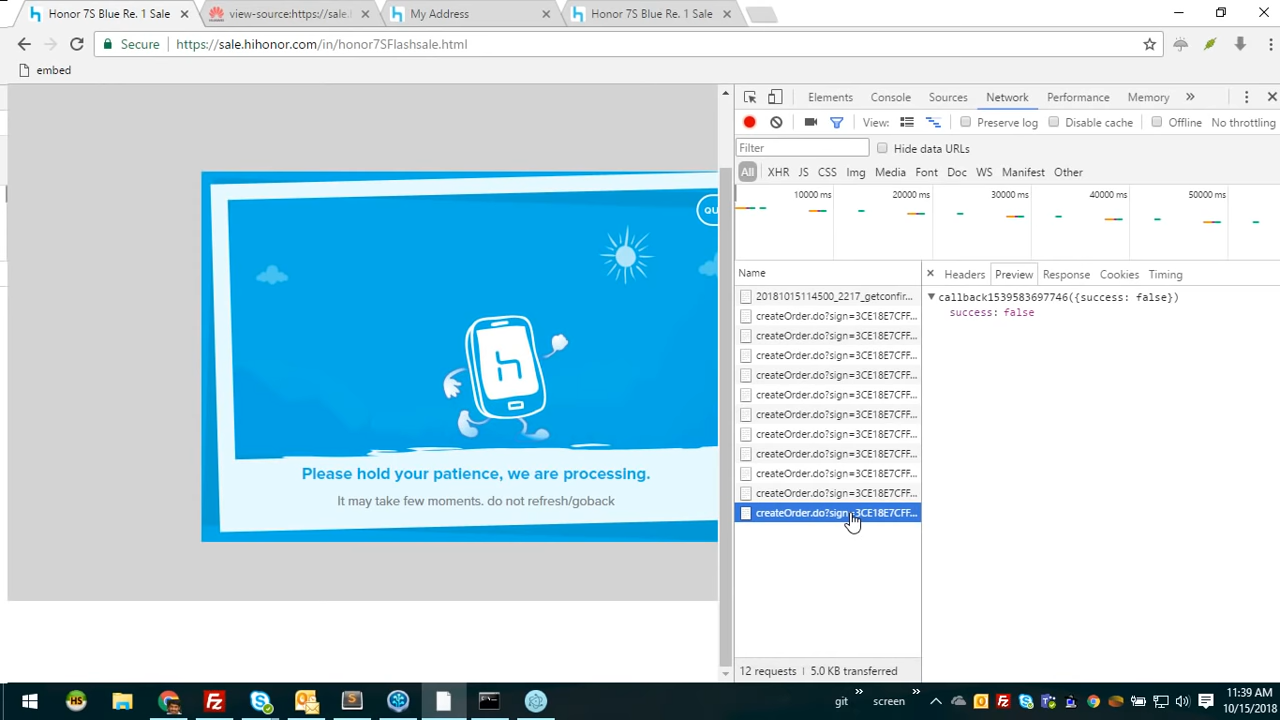 Honor 7S Blue Re. 1 Sale
view-source:https://sale.
My Address
Honor 7S Blue Re. 1 Sale
Secure
https://sale.hihonor.com/in/honor7SFlashsale.html
embed
QU
Please hold your patience, we are processing.
It may take few moments. do not refresh/goback
Elements Console Sources Network Performance Memory »
View: Preserve log Disable cache Offline No throttling
Filter Hide data URLs
All XHR JS CSS Img Media Font Doc WS Manifest Other
10000 ms 20000 ms 30000 ms 40000 ms 50000 ms
Name
20181015114500_2217_getconfir...
createOrder.do?sign=3CE18E7CFF...
createOrder.do?sign=3CE18E7CFF...
createOrder.do?sign=3CE18E7CFF...
createOrder.do?sign=3CE18E7CFF...
createOrder.do?sign=3CE18E7CFF...
createOrder.do?sign=3CE18E7CFF...
createOrder.do?sign=3CE18E7CFF...
createOrder.do?sign=3CE18E7CFF...
createOrder.do?sign=3CE18E7CFF...
createOrder.do?sign=3CE18E7CFF...
createOrder.do?sign=3CE18E7CFF...
12 requests | 5.0 KB transferred
Headers Preview Response Cookies Timing
callback1539583697746({success: false})
success: false
HS
git » screen »
11:39 AM
10/15/2018